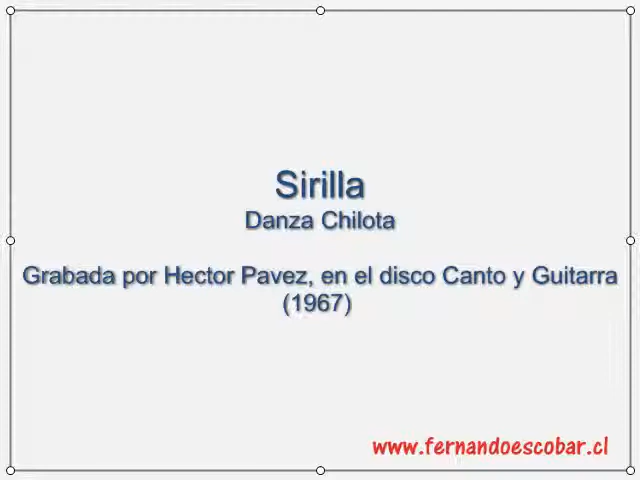 Sirilla
Danza Chilota
Grabada por Hector Pavez, en el disco Canto y Guitarra
(1967)
www.fernandoescobar.cl